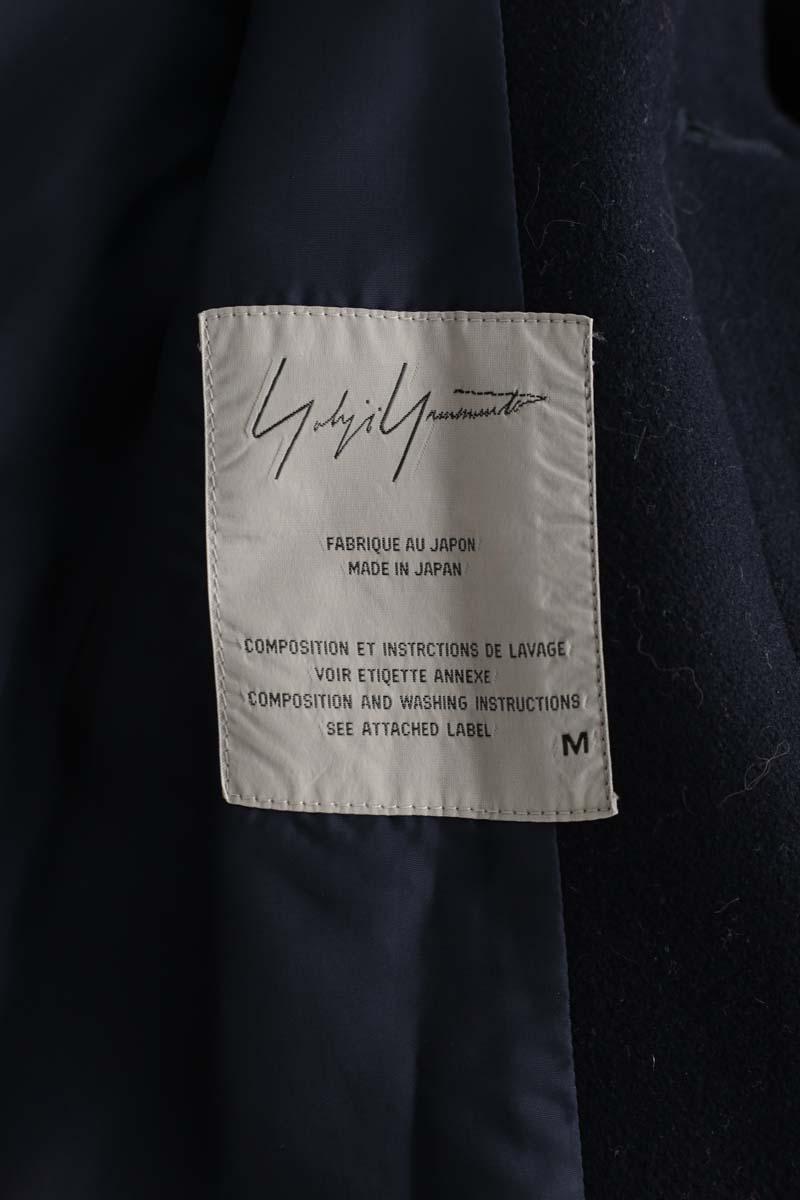 Yohji Yamamoto
FABRIQUE AU JAPON
MADE IN JAPAN
COMPOSITION ET INSTRCTIONS DE LAVAGE
VOIR ETIQETTE ANNEXE
COMPOSITION AND WASHING INSTRUCTIONS
SEE ATTACHED LABEL
M